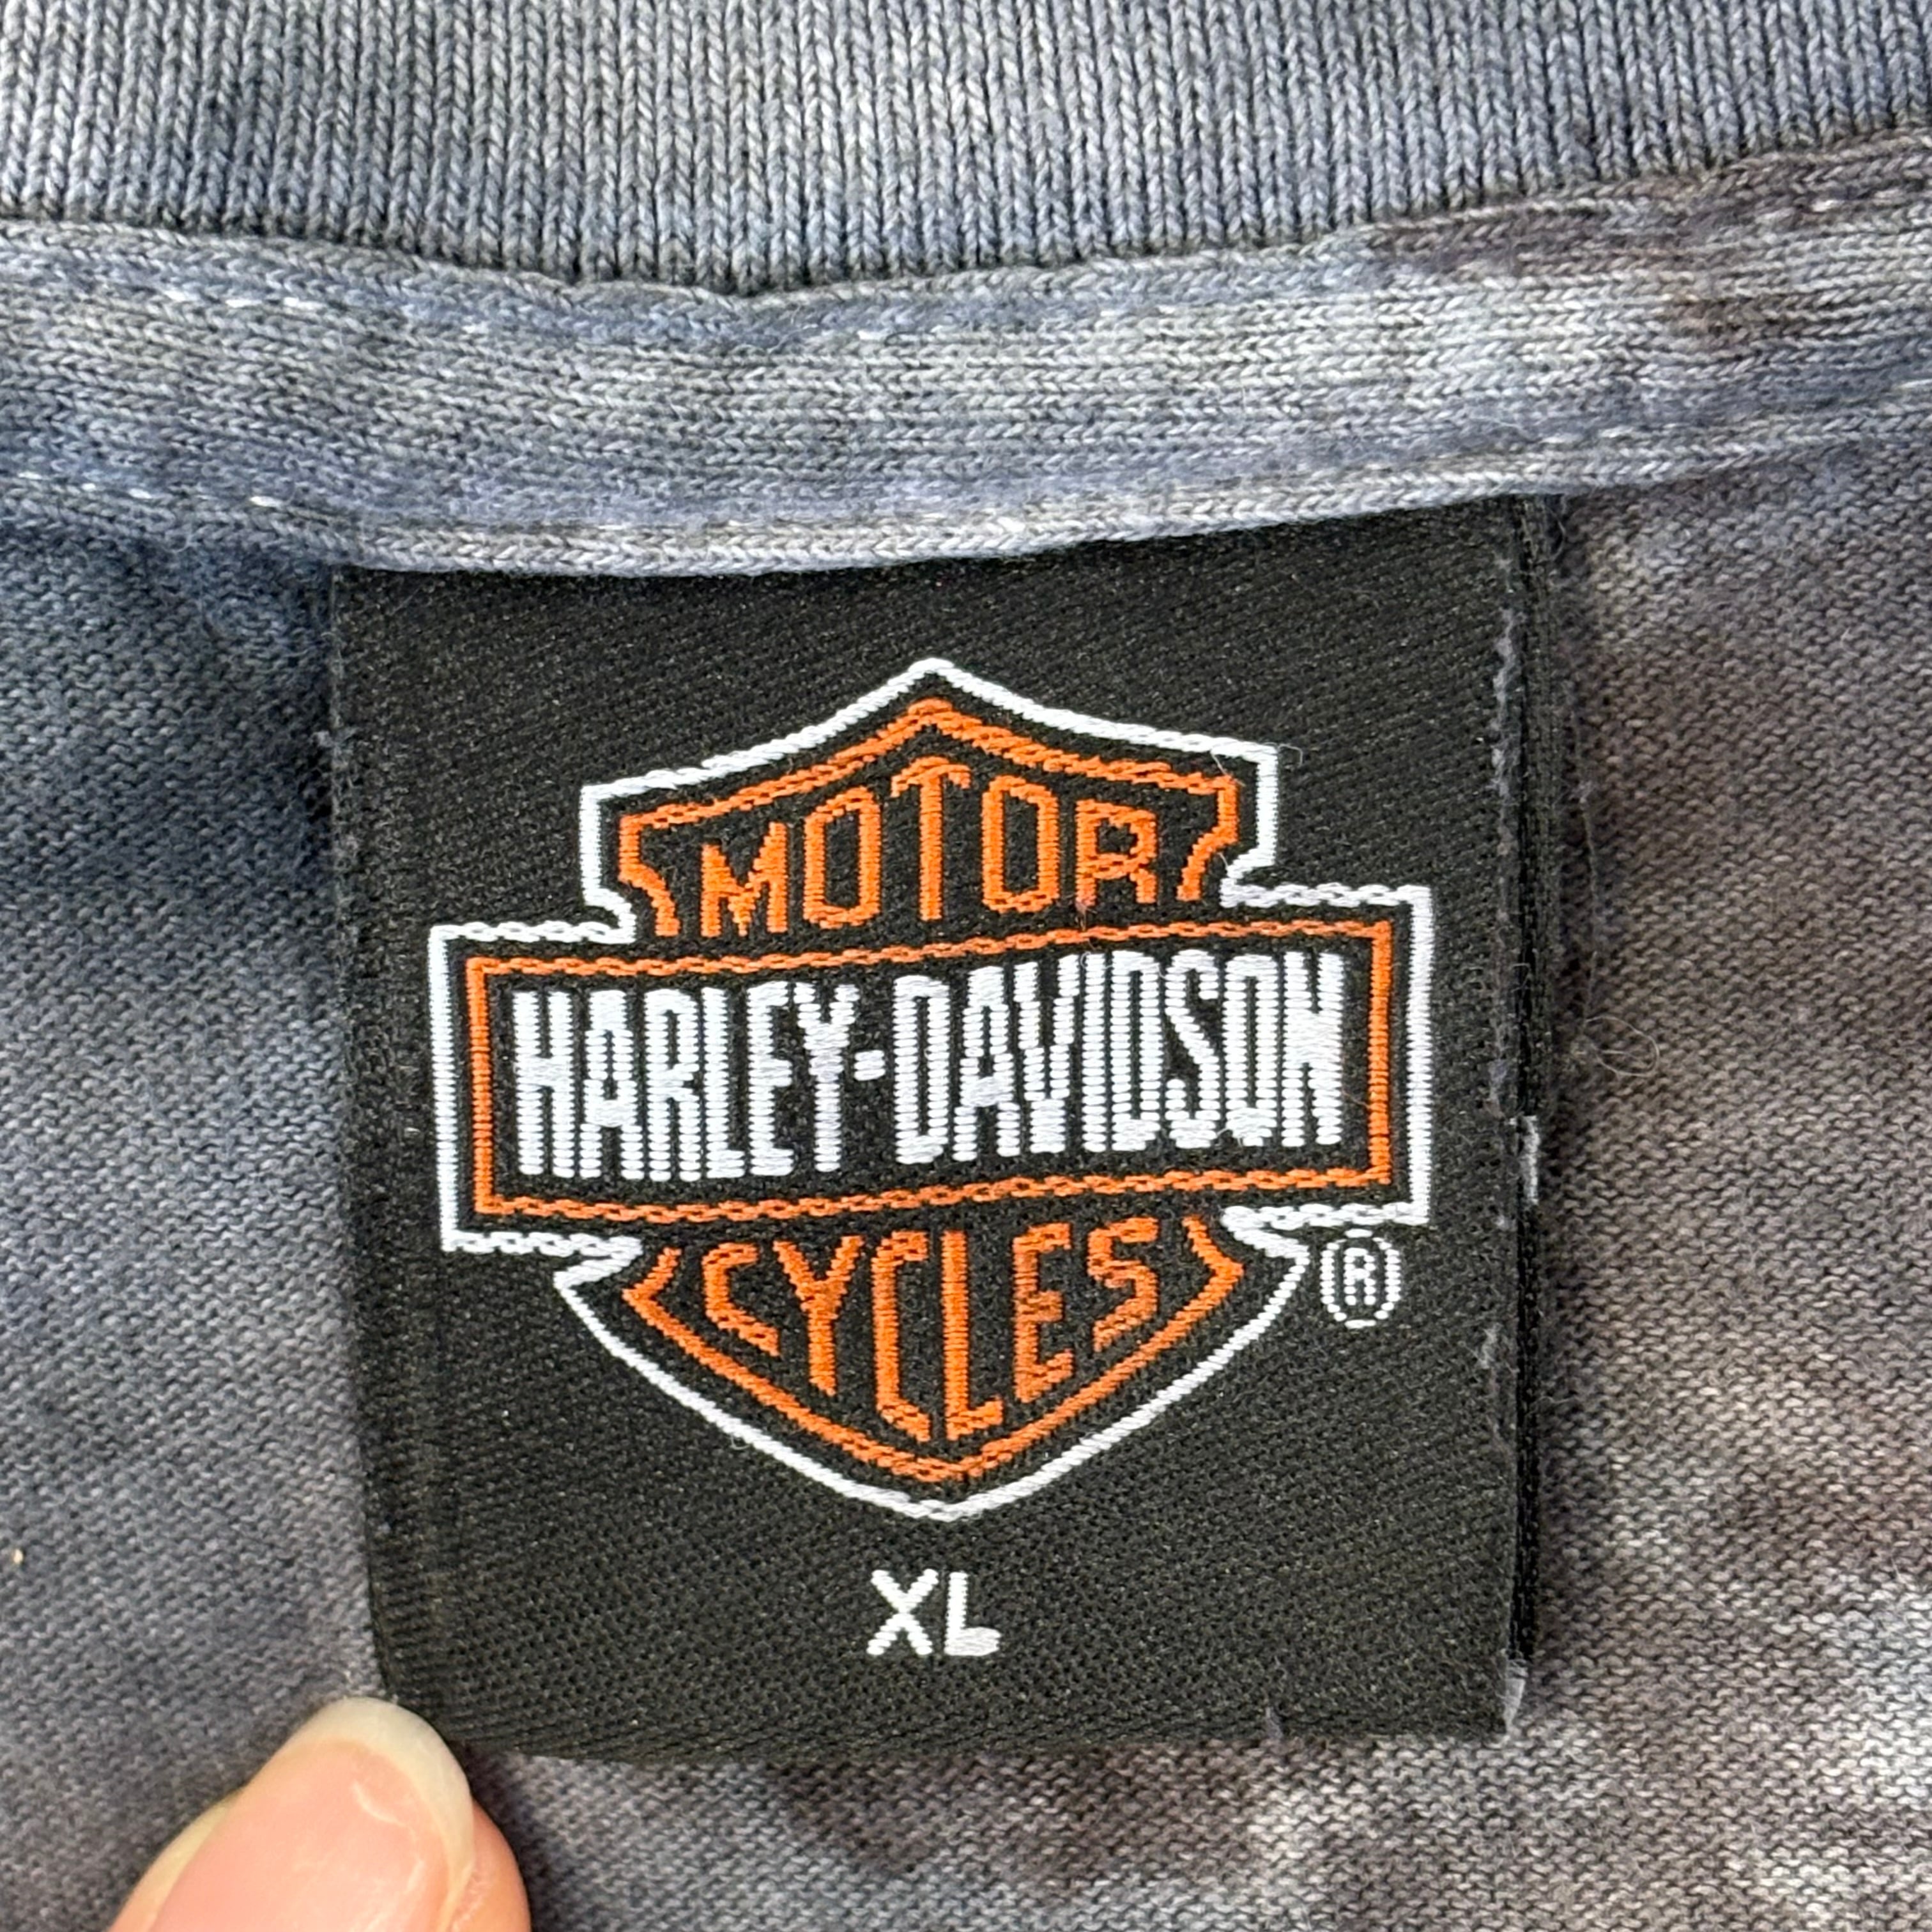 MOTOR
HARLEY-DAVIDSON
CYCLES
®
XL